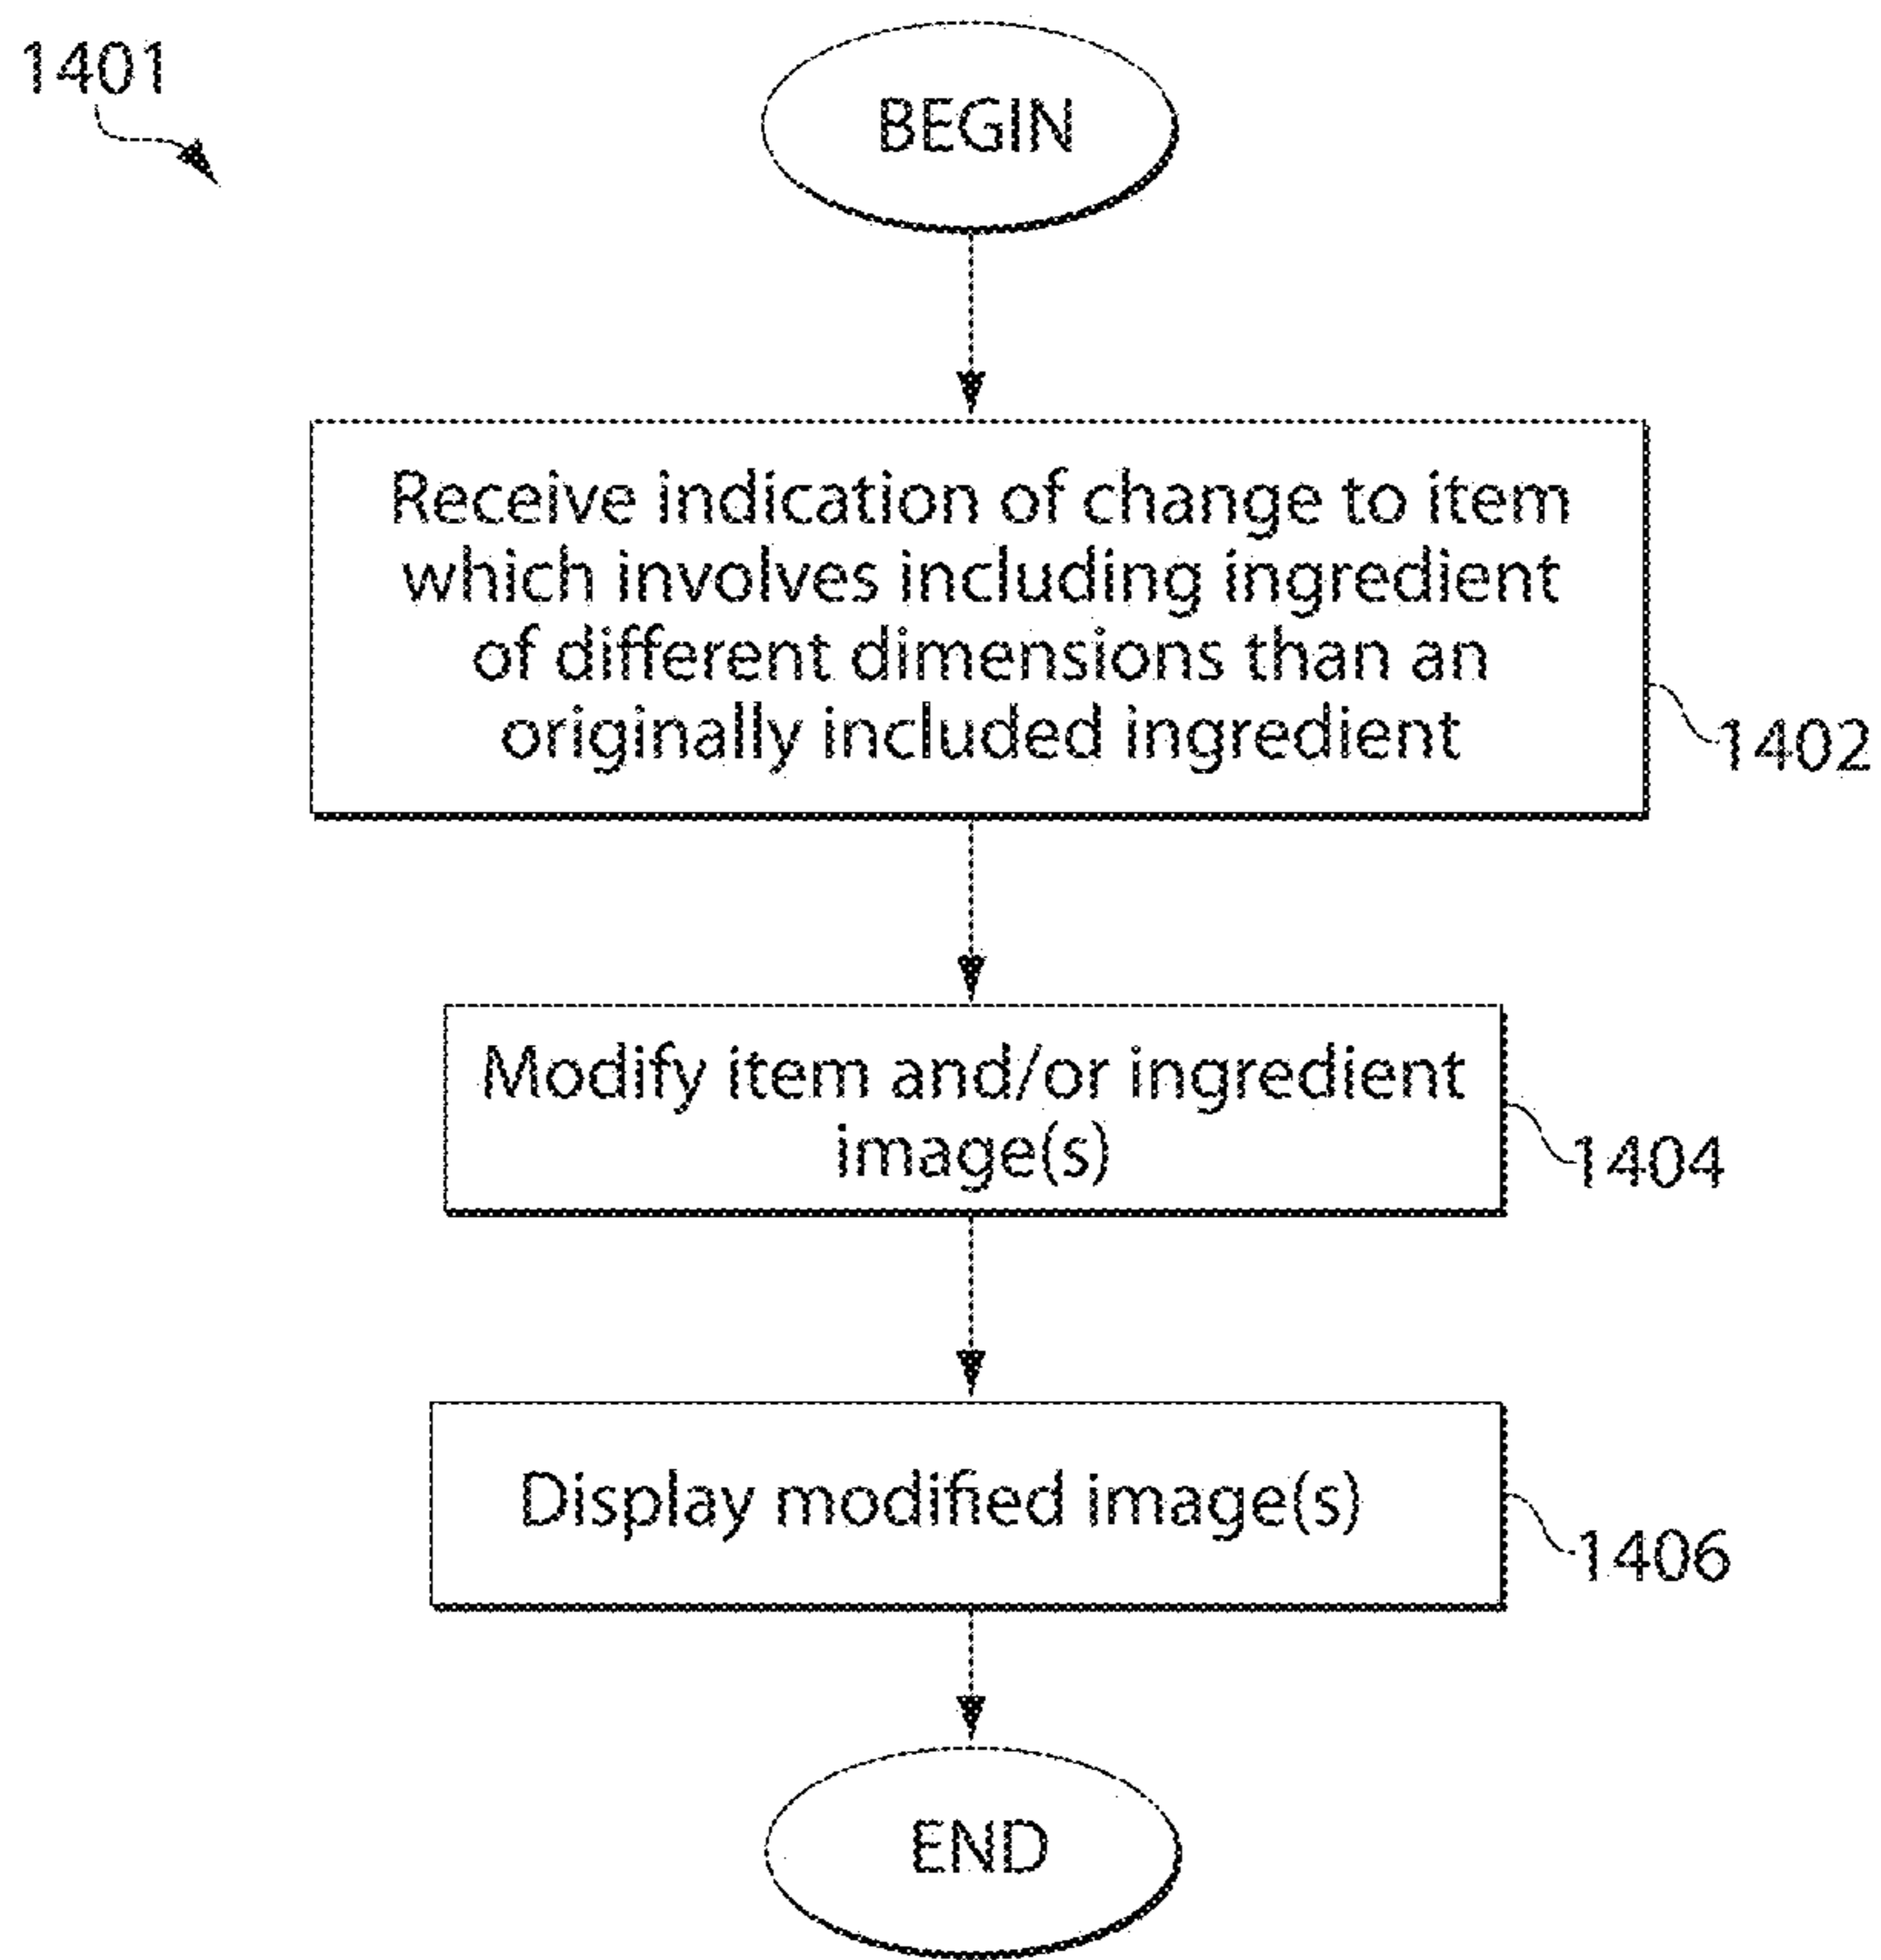 1401
BEGIN
Receive indication of change to item
which involves including ingredient
of different dimensions than an
originally included ingredient
1402
Modify item and/or ingredient
image(s)
1404
Display modified image(s)
1406
END